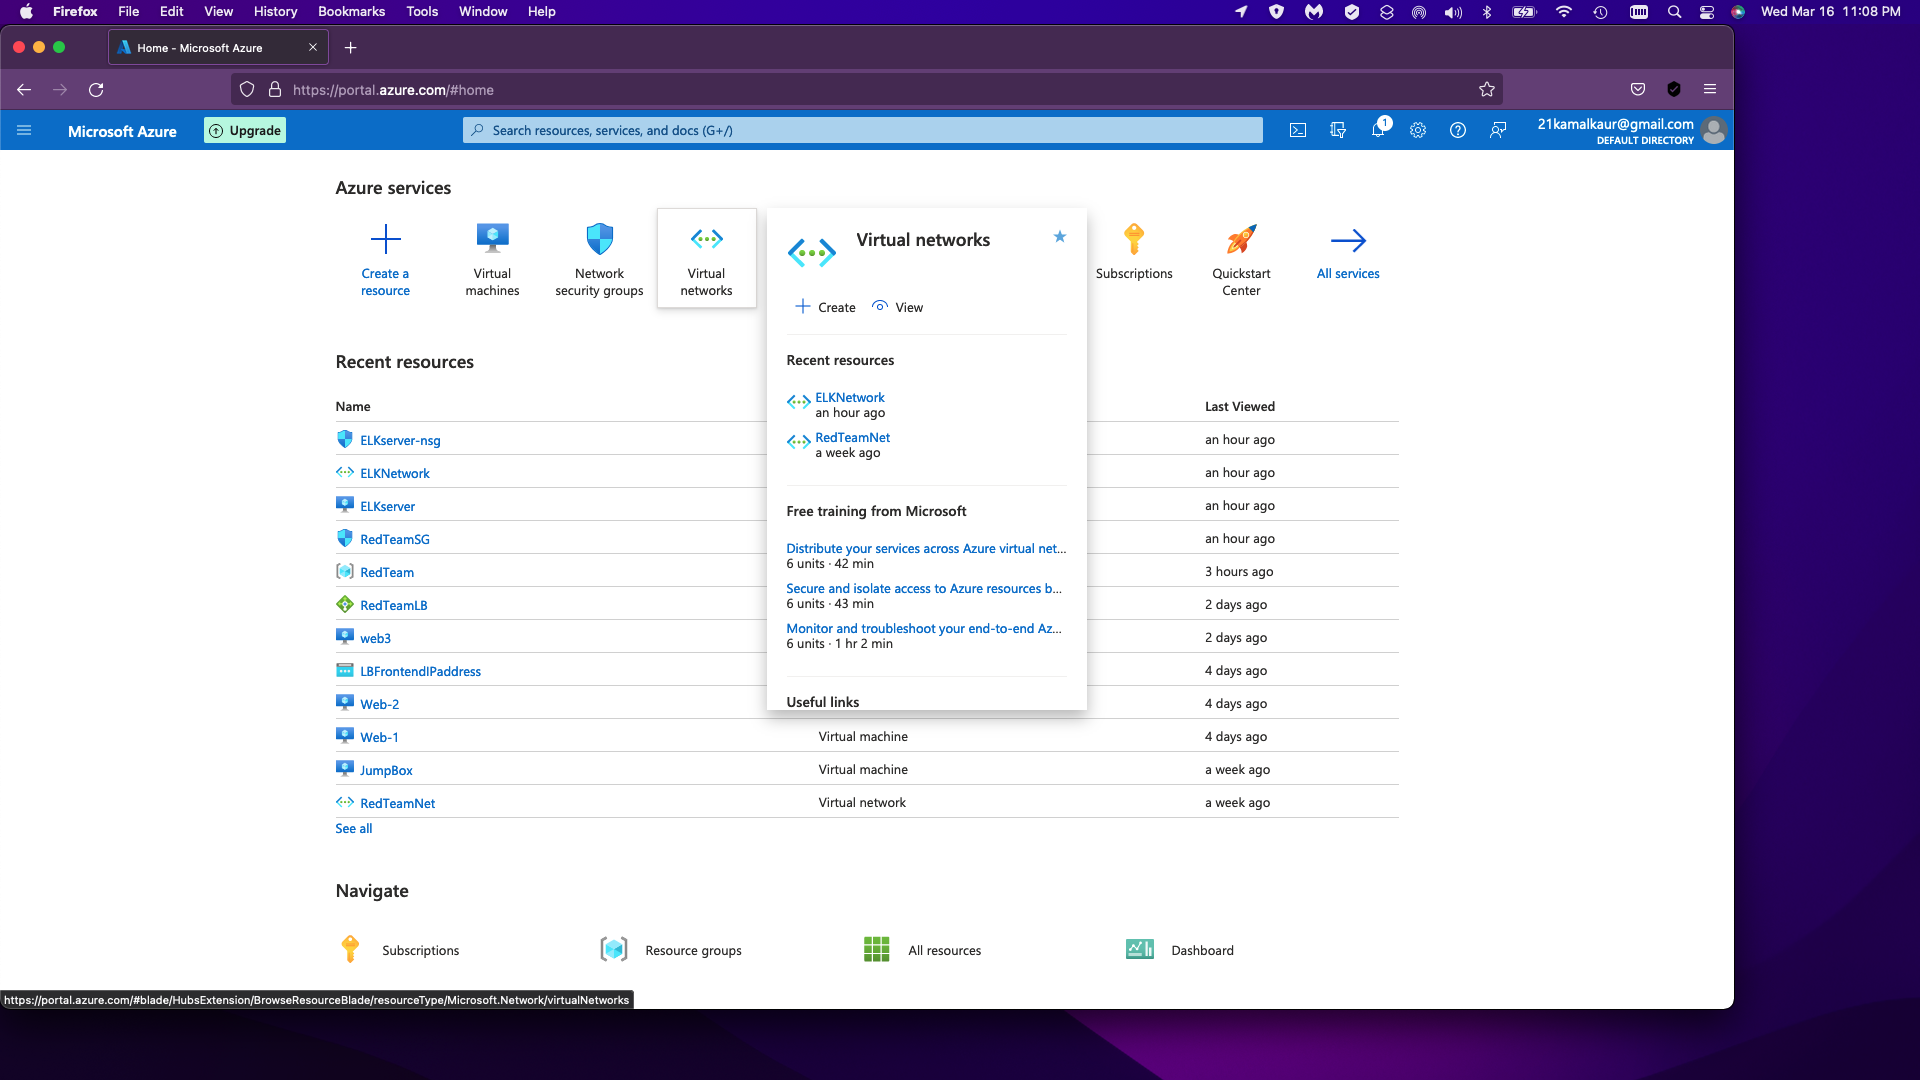 Firefox File Edit View History Bookmarks Tools Window Help Wed Mar 16 11:08 PM
Home - Microsoft Azure
https://portal.azure.com/#home
Microsoft Azure Upgrade Search resources, services, and docs (G+/) 1 21kamalkaur@gmail.com
DEFAULT DIRECTORY
Azure services
Create a resource
Virtual machines
Network security groups
Virtual networks
Subscriptions
Quickstart Center
All services
Virtual networks
Create View
Recent resources
ELKNetwork
an hour ago
RedTeamNet
a week ago
Free training from Microsoft
Distribute your services across Azure virtual net...
6 units · 42 min
Secure and isolate access to Azure resources b...
6 units · 43 min
Monitor and troubleshoot your end-to-end Az...
6 units · 1 hr 2 min
Useful links
Recent resources
Name Last Viewed
ELKserver-nsg an hour ago
ELKNetwork an hour ago
ELKserver an hour ago
RedTeamSG an hour ago
RedTeam 3 hours ago
RedTeamLB 2 days ago
web3 2 days ago
LBFrontendIPaddress 4 days ago
Web-2 4 days ago
Web-1 Virtual machine 4 days ago
JumpBox Virtual machine a week ago
RedTeamNet Virtual network a week ago
See all
Navigate
Subscriptions Resource groups All resources Dashboard
https://portal.azure.com/#blade/HubsExtension/BrowseResourceBlade/resourceType/Microsoft.Network/virtualNetworks